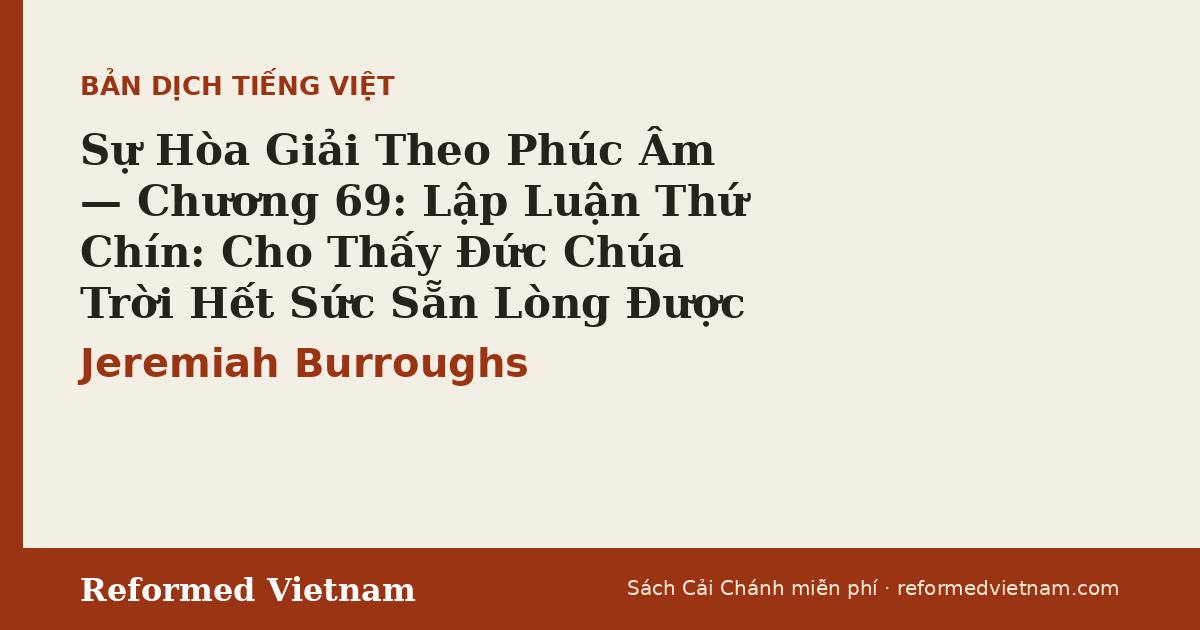 BẢN DỊCH TIẾNG VIỆT
Sự Hòa Giải Theo Phúc Âm
— Chương 69: Lập Luận Thứ
Chín: Cho Thấy Đức Chúa
Trời Hết Sức Sẵn Lòng Được
Jeremiah Burroughs
Reformed Vietnam
Sách Cải Chánh miễn phí · reformedvietnam.com